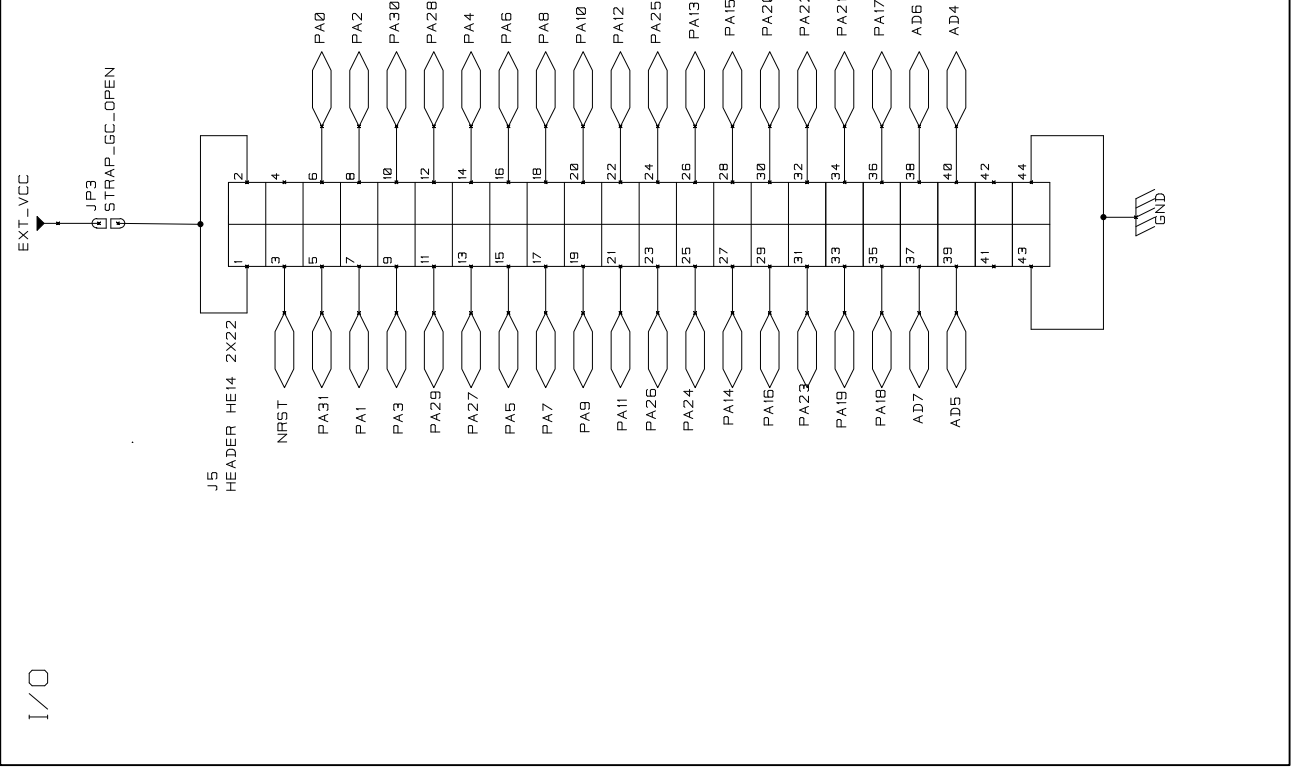 I/O
EXT_VCC
JP3
STRAP_GC_OPEN
J5
HEADER HE14 2X22
PA0
PA2
PA30
PA28
PA4
PA6
PA8
PA10
PA12
PA25
PA13
PA15
PA20
PA22
PA21
PA17
AD6
AD4
2
4
6
8
10
12
14
16
18
20
22
24
26
28
30
32
34
36
38
40
42
44
1
3
5
7
9
11
13
15
17
19
21
23
25
27
29
31
33
35
37
39
41
43
NRST
PA31
PA1
PA3
PA29
PA27
PA5
PA7
PA9
PA11
PA26
PA24
PA14
PA16
PA23
PA19
PA18
AD7
AD5
GND